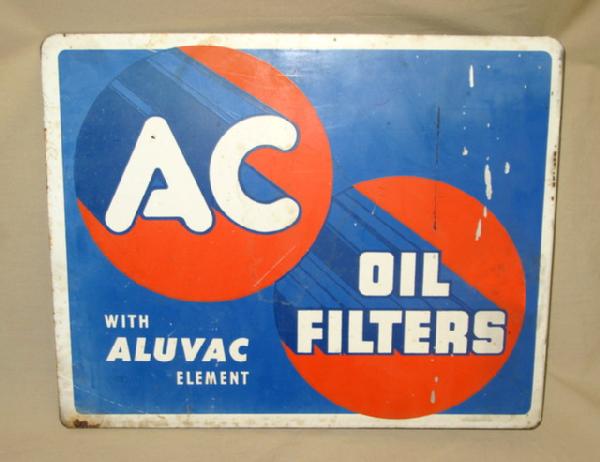 AC
OIL
FILTERS
WITH
ALUVAC
ELEMENT